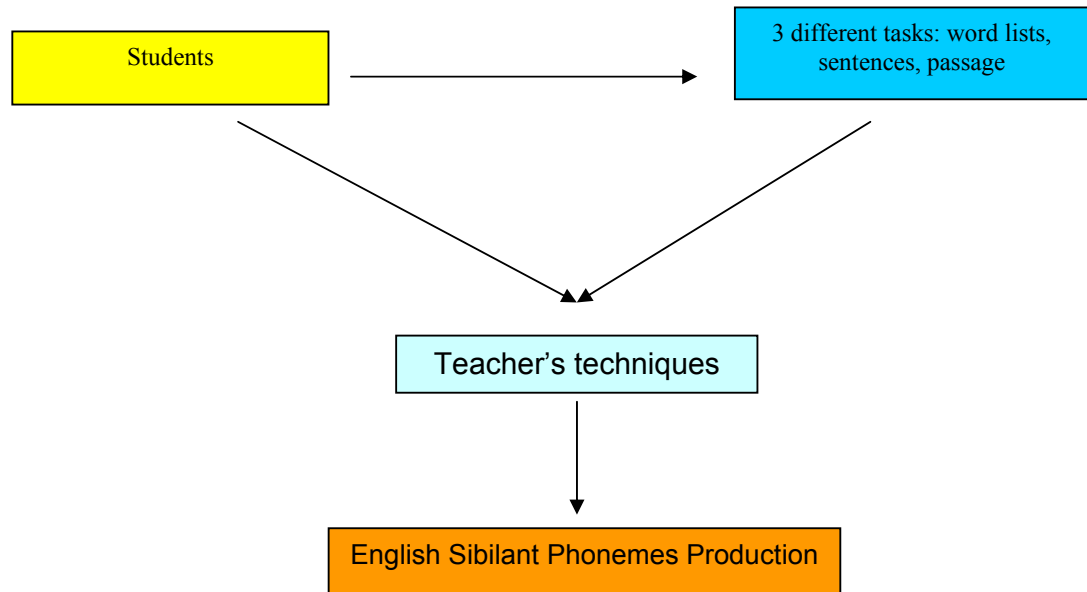 Students
3 different tasks: word lists,
sentences, passage
Teacher’s techniques
English Sibilant Phonemes Production